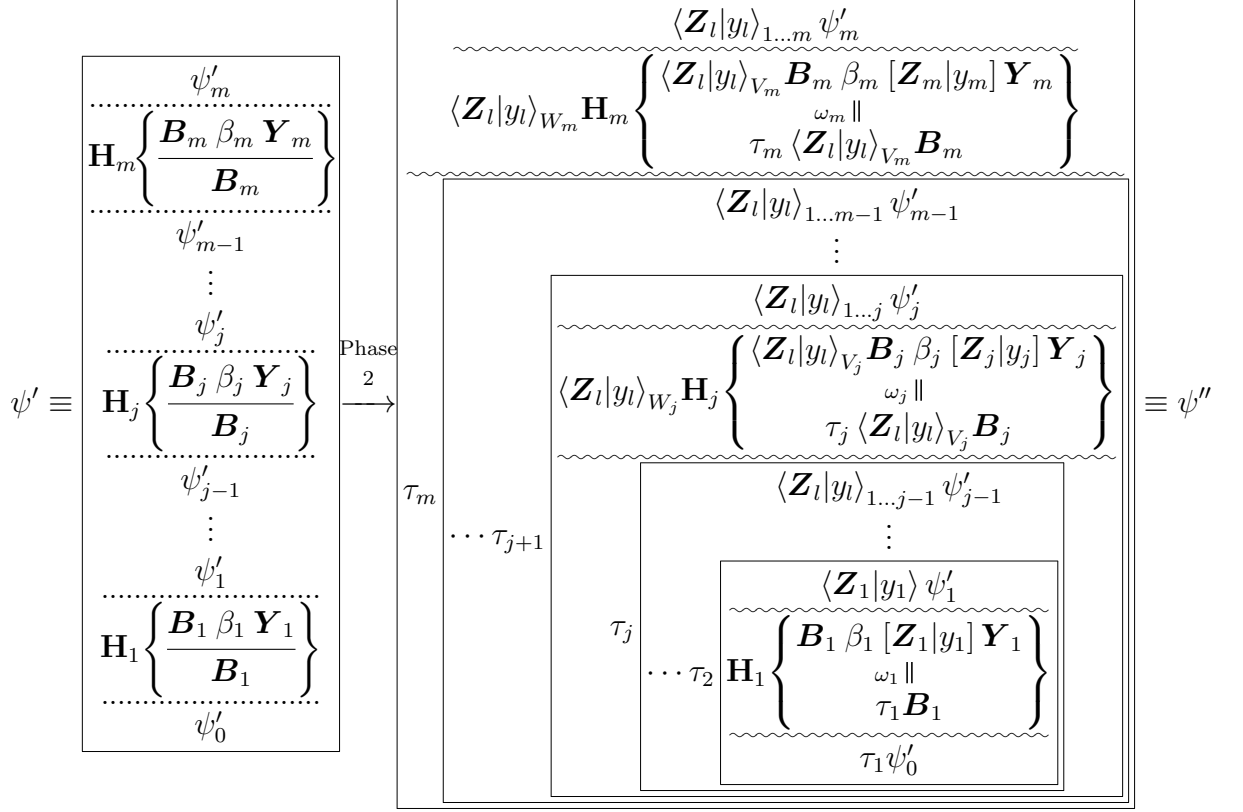 ⟨𝒁_l|y_l⟩_{1…m} ψ′_m
⟨𝒁_l|y_l⟩_{W_m} 𝐇_m { ⟨𝒁_l|y_l⟩_{V_m} 𝑩_m β_m [𝒁_m|y_m] 𝒀_m
ω_m ‖
τ_m ⟨𝒁_l|y_l⟩_{V_m} 𝑩_m }
ψ′ ≡
ψ′_m
𝐇_m { 𝑩_m β_m 𝒀_m
𝑩_m }
ψ′_{m−1}
⋮
ψ′_j
𝐇_j { 𝑩_j β_j 𝒀_j
𝑩_j }
ψ′_{j−1}
⋮
ψ′_1
𝐇_1 { 𝑩_1 β_1 𝒀_1
𝑩_1 }
ψ′_0
Phase
2
⟶
τ_m
⟨𝒁_l|y_l⟩_{1…m−1} ψ′_{m−1}
⋮
⋯ τ_{j+1}
⟨𝒁_l|y_l⟩_{1…j} ψ′_j
⟨𝒁_l|y_l⟩_{W_j} 𝐇_j { ⟨𝒁_l|y_l⟩_{V_j} 𝑩_j β_j [𝒁_j|y_j] 𝒀_j
ω_j ‖
τ_j ⟨𝒁_l|y_l⟩_{V_j} 𝑩_j }
τ_j
⟨𝒁_l|y_l⟩_{1…j−1} ψ′_{j−1}
⋮
⋯ τ_2
⟨𝒁_1|y_1⟩ ψ′_1
𝐇_1 { 𝑩_1 β_1 [𝒁_1|y_1] 𝒀_1
ω_1 ‖
τ_1 𝑩_1 }
τ_1 ψ′_0
≡ ψ″